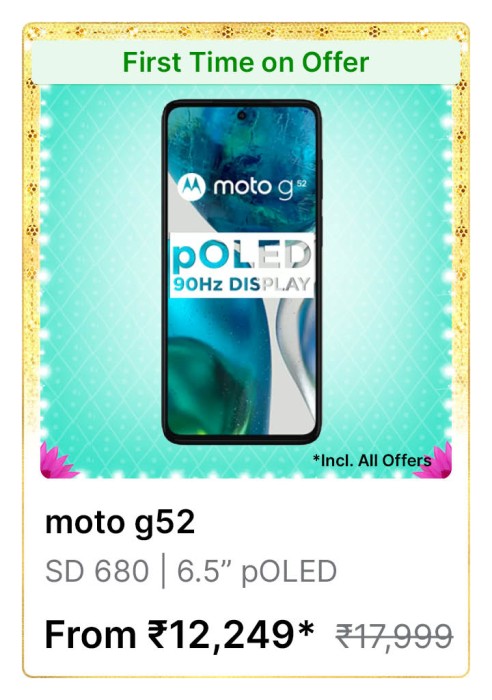 First Time on Offer
moto g52
pOLED
90Hz DISPLAY
*Incl. All Offers
moto g52
SD 680 | 6.5” pOLED
From ₹12,249* ₹17,999